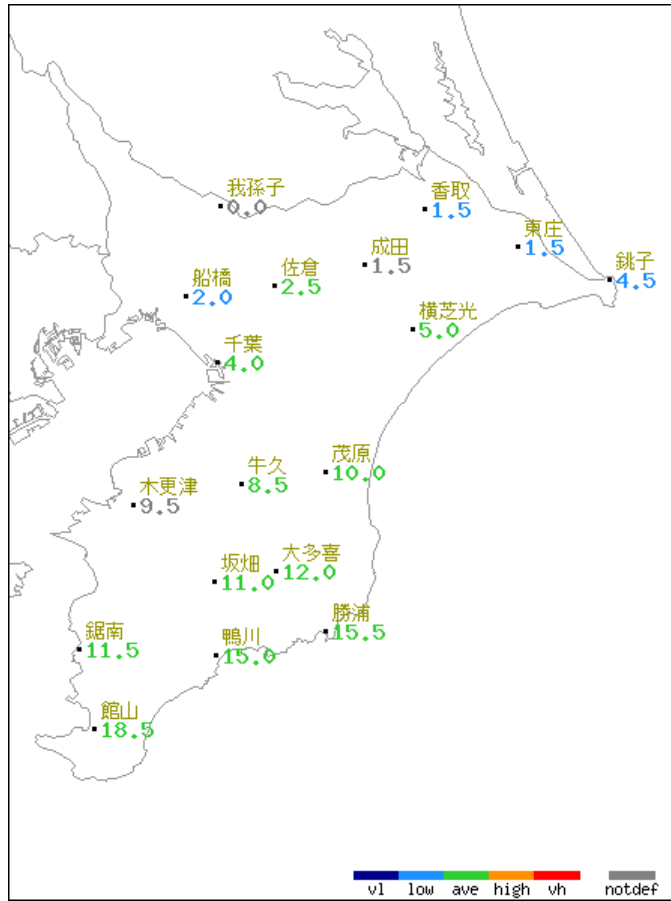 我孫子
0.0
香取
1.5
東庄
1.5
成田
1.5
銚子
4.5
船橋
2.0
佐倉
2.5
横芝光
5.0
千葉
4.0
牛久
8.5
茂原
10.0
木更津
9.5
坂畑
11.0
大多喜
12.0
勝浦
15.5
鋸南
11.5
鴨川
15.0
館山
18.5
vl low ave high vh notdef